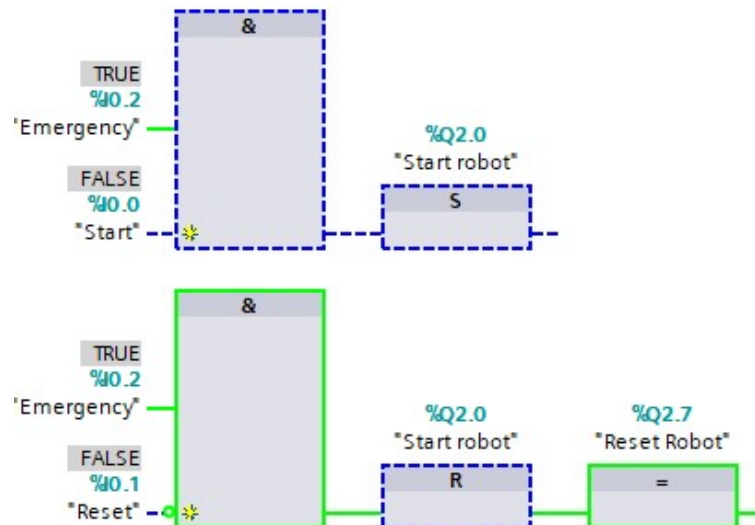 &
TRUE
%I0.2
"Emergency"
FALSE
%I0.0
"Start"
%Q2.0
"Start robot"
S
&
TRUE
%I0.2
"Emergency"
FALSE
%I0.1
"Reset"
%Q2.0
"Start robot"
R
%Q2.7
"Reset Robot"
=